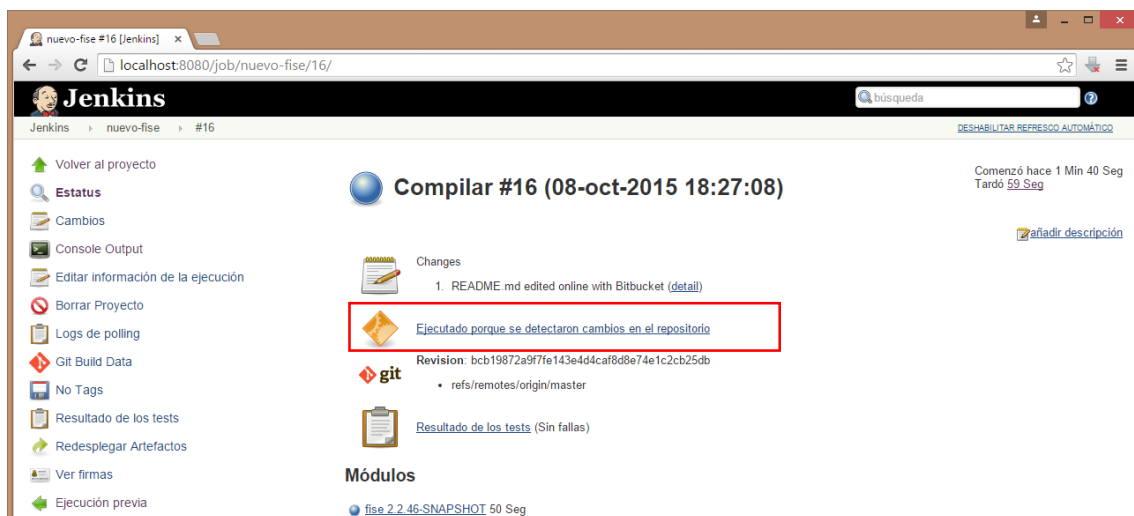 nuevo-fise #16 [Jenkins]
localhost:8080/job/nuevo-fise/16/
Jenkins
búsqueda
Jenkins nuevo-fise #16
DESHABILITAR REFRESCO AUTOMÁTICO
Volver al proyecto
Estatus
Cambios
Console Output
Editar información de la ejecución
Borrar Proyecto
Logs de polling
Git Build Data
No Tags
Resultado de los tests
Redesplegar Artefactos
Ver firmas
Ejecución previa
Compilar #16 (08-oct-2015 18:27:08)
Comenzó hace 1 Min 40 Seg
Tardó 59 Seg
añadir descripción
Changes
1. README.md edited online with Bitbucket (detail)
Ejecutado porque se detectaron cambios en el repositorio
git
Revision: bcb19872a9f7fe143e4d4caf8d8e74e1c2cb25db
• refs/remotes/origin/master
Resultado de los tests (Sin fallas)
Módulos
fise 2.2.46-SNAPSHOT 50 Seg